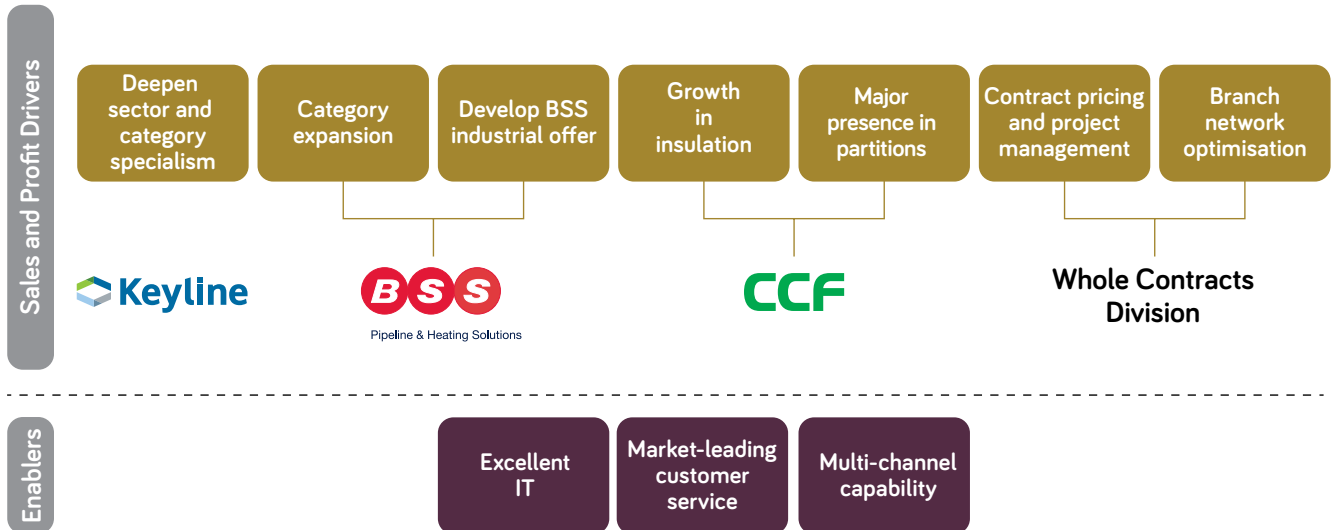 Sales and Profit Drivers
Deepen
sector and
category
specialism
Category
expansion
Develop BSS
industrial offer
Growth
in
insulation
Major
presence in
partitions
Contract pricing
and project
management
Branch
network
optimisation
Keyline
BSS
Pipeline & Heating Solutions
CCF
Whole Contracts
Division
Enablers
Excellent
IT
Market-leading
customer
service
Multi-channel
capability